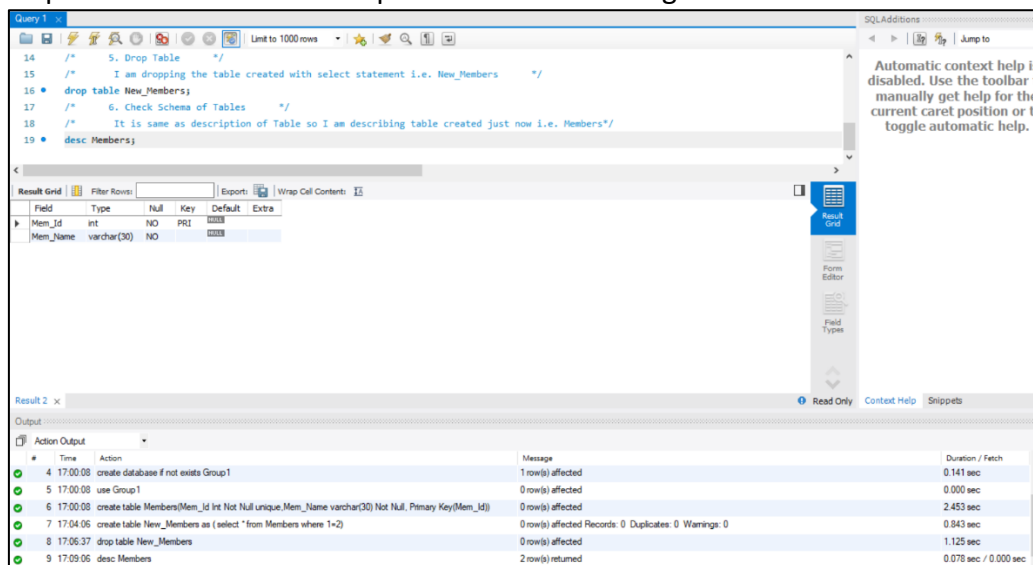 Query 1
SQLAdditions
Limit to 1000 rows
Jump to
14 /* 5. Drop Table */
15 /* I am dropping the table created with select statement i.e. New_Members */
16 drop table New_Members;
17 /* 6. Check Schema of Tables */
18 /* It is same as description of Table so I am describing table created just now i.e. Members*/
19 desc Members;
Automatic context help i
disabled. Use the toolbar
manually get help for the
current caret position or t
toggle automatic help.
Result Grid Filter Rows: Export: Wrap Cell Content:
Field Type Null Key Default Extra
Mem_Id int NO PRI NULL
Mem_Name varchar(30) NO NULL
Result
Grid
Form
Editor
Field
Types
Result 2
Read Only
Context Help Snippets
Output
Action Output
# Time Action Message Duration / Fetch
4 17:00:08 create database if not exists Group1 1 row(s) affected 0.141 sec
5 17:00:08 use Group1 0 row(s) affected 0.000 sec
6 17:00:08 create table Members(Mem_Id Int Not Null unique,Mem_Name varchar(30) Not Null, Primary Key(Mem_Id)) 0 row(s) affected 2.453 sec
7 17:04:06 create table New_Members as ( select * from Members where 1=2) 0 row(s) affected Records: 0 Duplicates: 0 Warnings: 0 0.843 sec
8 17:06:37 drop table New_Members 0 row(s) affected 1.125 sec
9 17:09:06 desc Members 2 row(s) returned 0.078 sec / 0.000 sec